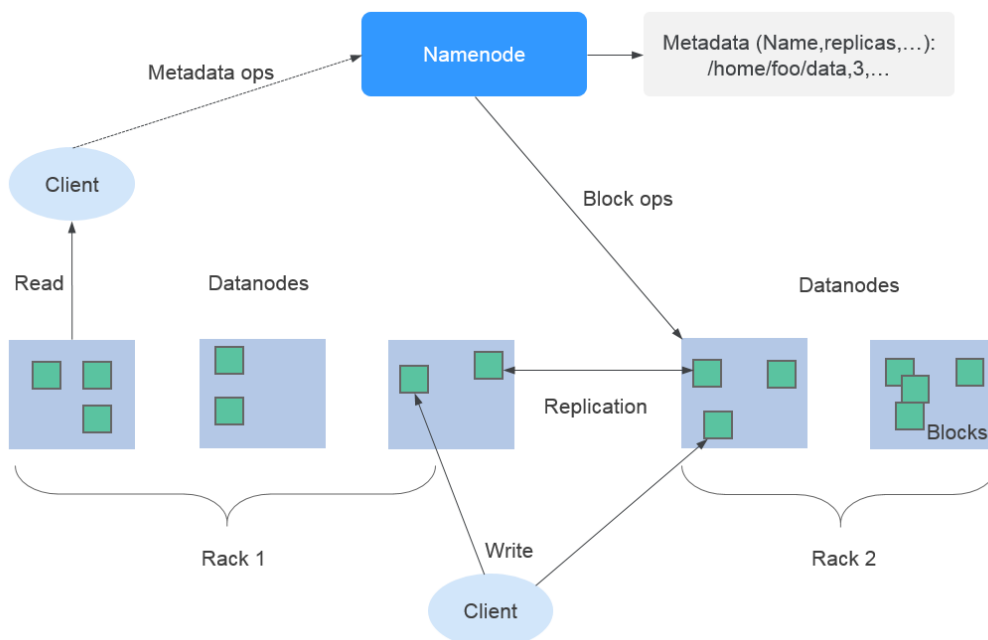 Namenode
Metadata (Name,replicas,...):
/home/foo/data,3,...
Metadata ops
Client
Block ops
Read
Datanodes
Datanodes
Replication
Blocks
Rack 1
Write
Rack 2
Client